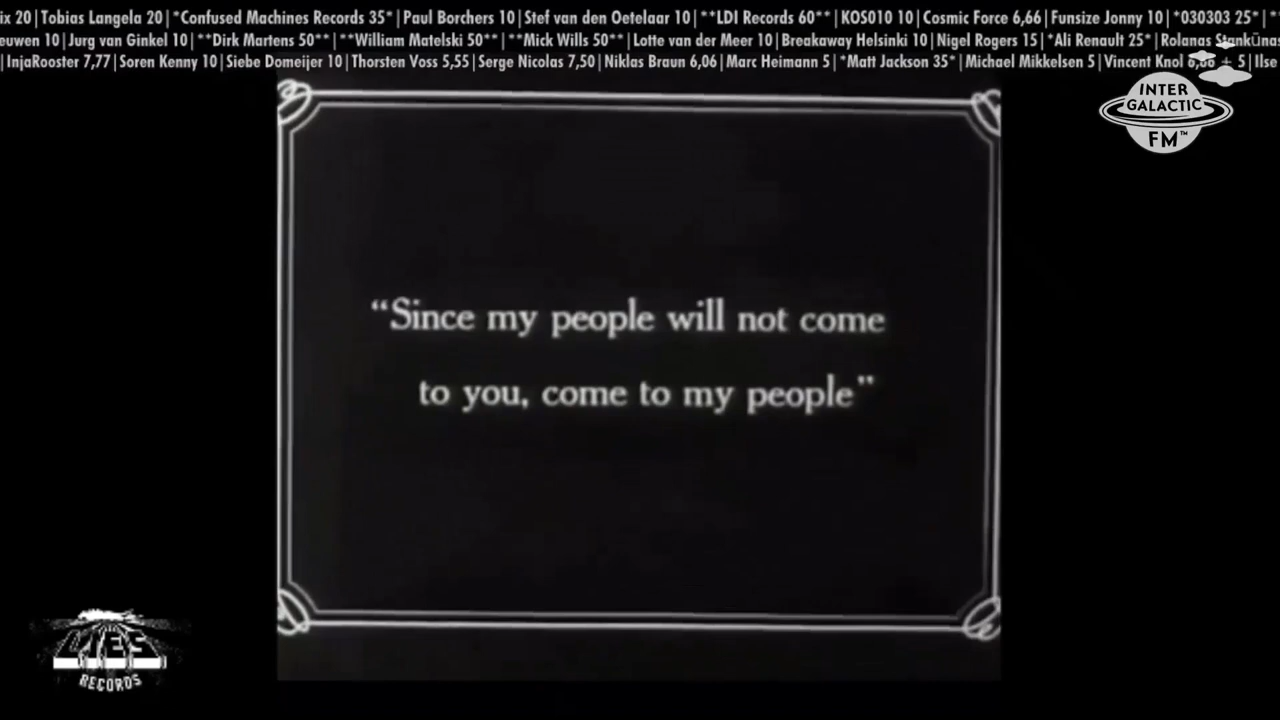 ix 20|Tobias Langela 20|*Confused Machines Records 35*|Paul Borchers 10|Stef van den Oetelaar 10|**LDI Records 60**|KOS010 10|Cosmic Force 6,66|Funsize Jonny 10|*030303 25*|*
euwen 10|Jurg van Ginkel 10|**Dirk Martens 50**|**William Matelski 50**|**Mick Wills 50**|Lotte van der Meer 10|Breakaway Helsinki 10|Nigel Rogers 15|*Ali Renault 25*|Rolanas Stankūnas
|InjaRooster 7,77|Soren Kenny 10|Siebe Domeijer 10|Thorsten Voss 5,55|Serge Nicolas 7,50|Niklas Braun 6,06|Marc Heimann 5|*Matt Jackson 35*|Michael Mikkelsen 5|Vincent Knol + 5|Ilse
INTER
GALACTIC
FM™
“Since my people will not come
to you, come to my people”
LIES
RECORDS